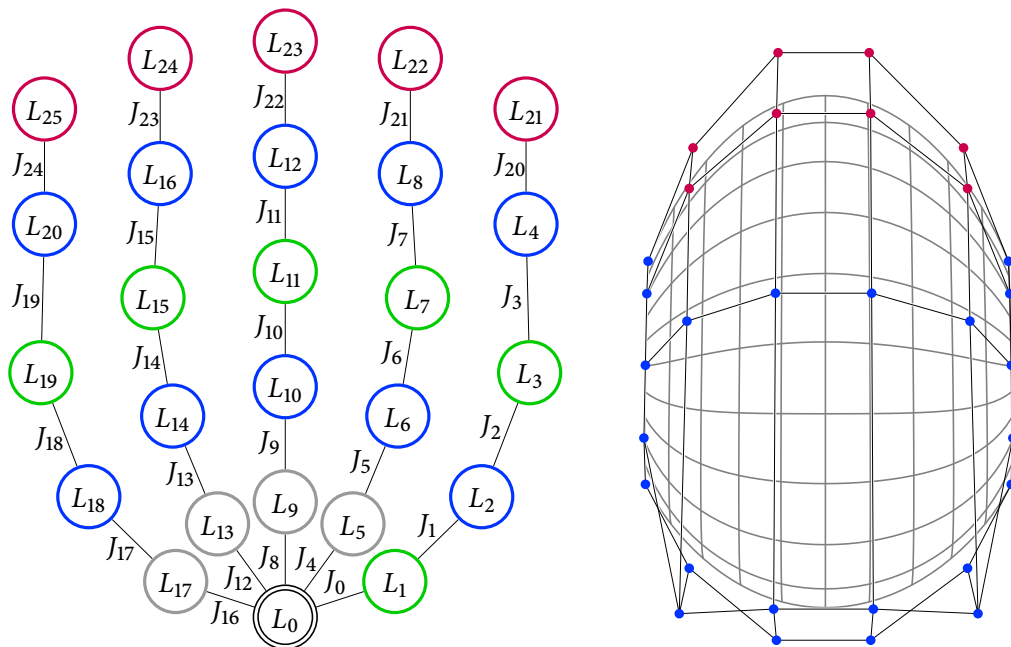 L₂₃
L₂₄ L₂₂
L₂₅ J₂₃ J₂₂ J₂₁ L₂₁
J₂₄ L₁₆ L₁₂ L₈ J₂₀
L₂₀ J₁₅ J₁₁ J₇ L₄
J₁₉ L₁₅ L₁₁ L₇ J₃
L₁₉ J₁₄ J₁₀ J₆ L₃
J₁₈ L₁₄ L₁₀ L₆ J₂
L₁₈ J₁₃ J₉ J₅ L₂
J₁₇ L₁₃ L₉ L₅ J₁
L₁₇ J₁₂ J₈ J₄ J₀ L₁
J₁₆ L₀